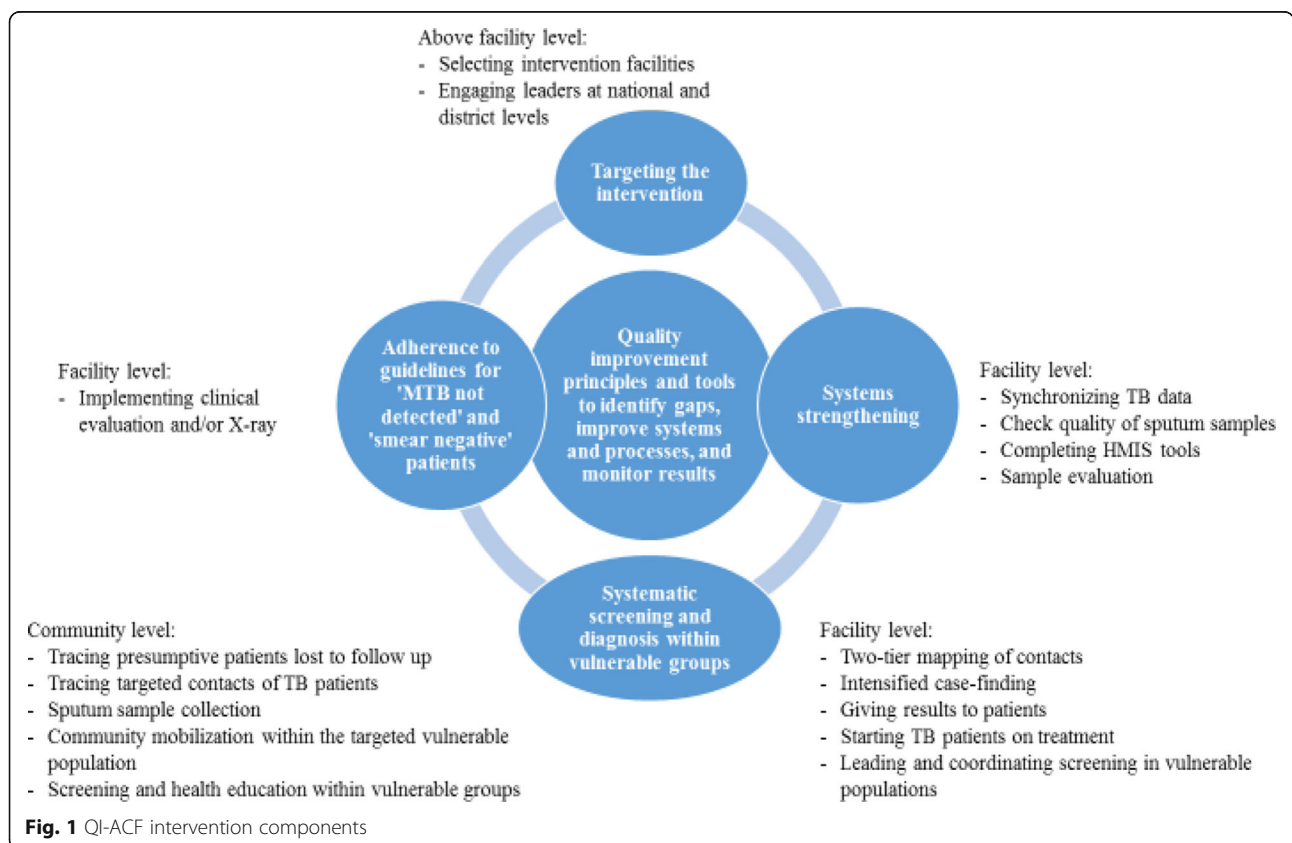 Above facility level:
- Selecting intervention facilities
- Engaging leaders at national and
district levels
Targeting the
intervention
Adherence to
guidelines for
'MTB not
detected' and
'smear negative'
patients
Quality
improvement
principles and tools
to identify gaps,
improve systems
and processes, and
monitor results
Systems
strengthening
Facility level:
- Implementing clinical
evaluation and/or X-ray
Facility level:
- Synchronizing TB data
- Check quality of sputum samples
- Completing HMIS tools
- Sample evaluation
Systematic
screening and
diagnosis within
vulnerable groups
Community level:
- Tracing presumptive patients lost to follow up
- Tracing targeted contacts of TB patients
- Sputum sample collection
- Community mobilization within the targeted vulnerable
population
- Screening and health education within vulnerable groups
Facility level:
- Two-tier mapping of contacts
- Intensified case-finding
- Giving results to patients
- Starting TB patients on treatment
- Leading and coordinating screening in vulnerable
populations
Fig. 1 QI-ACF intervention components